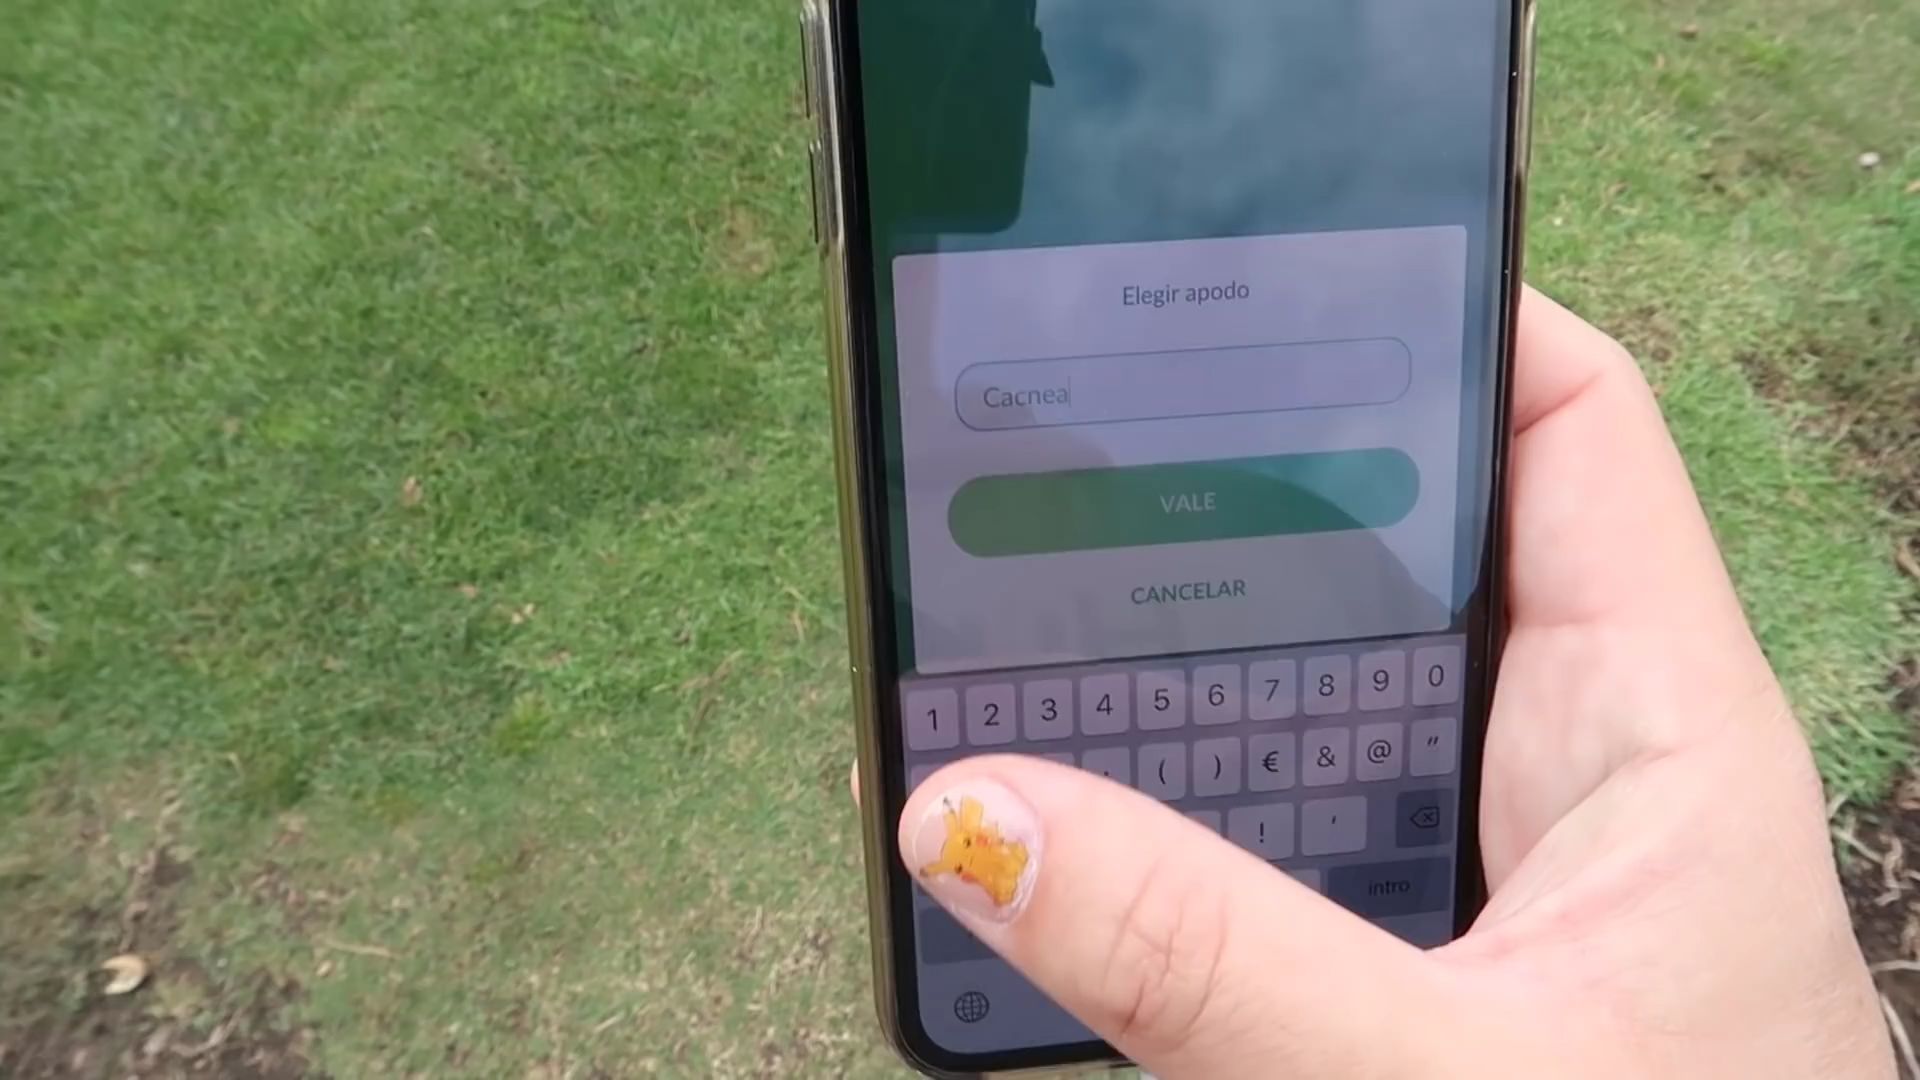 Elegir apodo
Cacnea
VALE
CANCELAR
1 2 3 4 5 6 7 8 9 0
( ) € & @ "
! '
intro